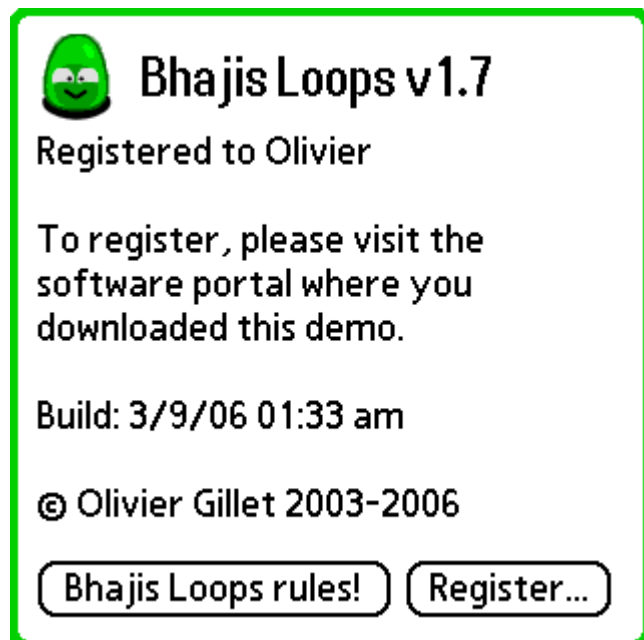 Bhajis Loops v1.7
Registered to Olivier
To register, please visit the
software portal where you
downloaded this demo.
Build: 3/9/06 01:33 am
© Olivier Gillet 2003-2006
Bhajis Loops rules! Register...